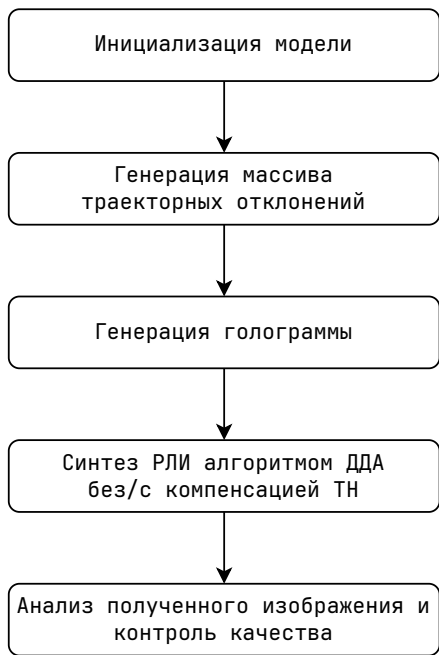 Инициализация модели
Генерация массива
траекторных отклонений
Генерация голограммы
Синтез РЛИ алгоритмом ДДА
без/с компенсацией ТН
Анализ полученного изображения и
контроль качества